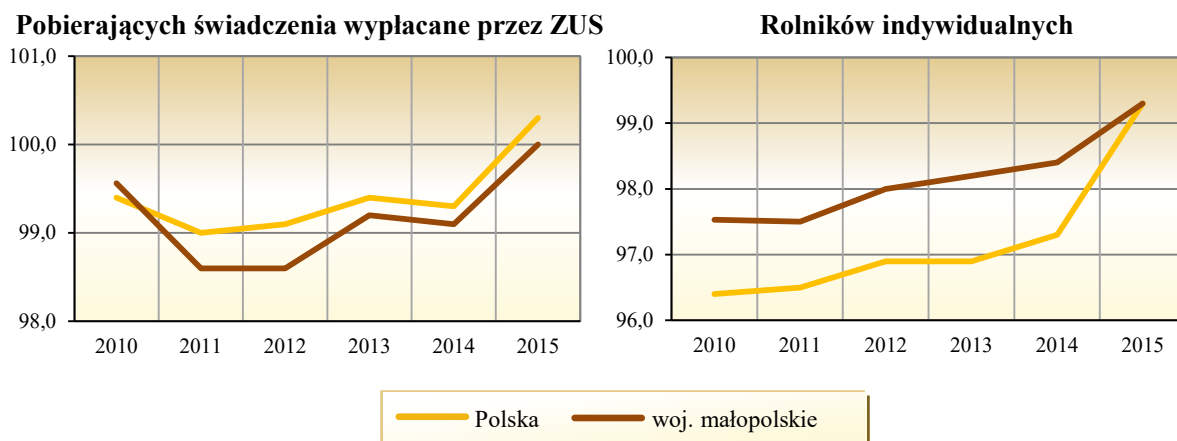 Pobierających świadczenia wypłacane przez ZUS
101,0
100,0
99,0
98,0
2010 2011 2012 2013 2014 2015
Rolników indywidualnych
100,0
99,0
98,0
97,0
96,0
2010 2011 2012 2013 2014 2015
Polska woj. małopolskie